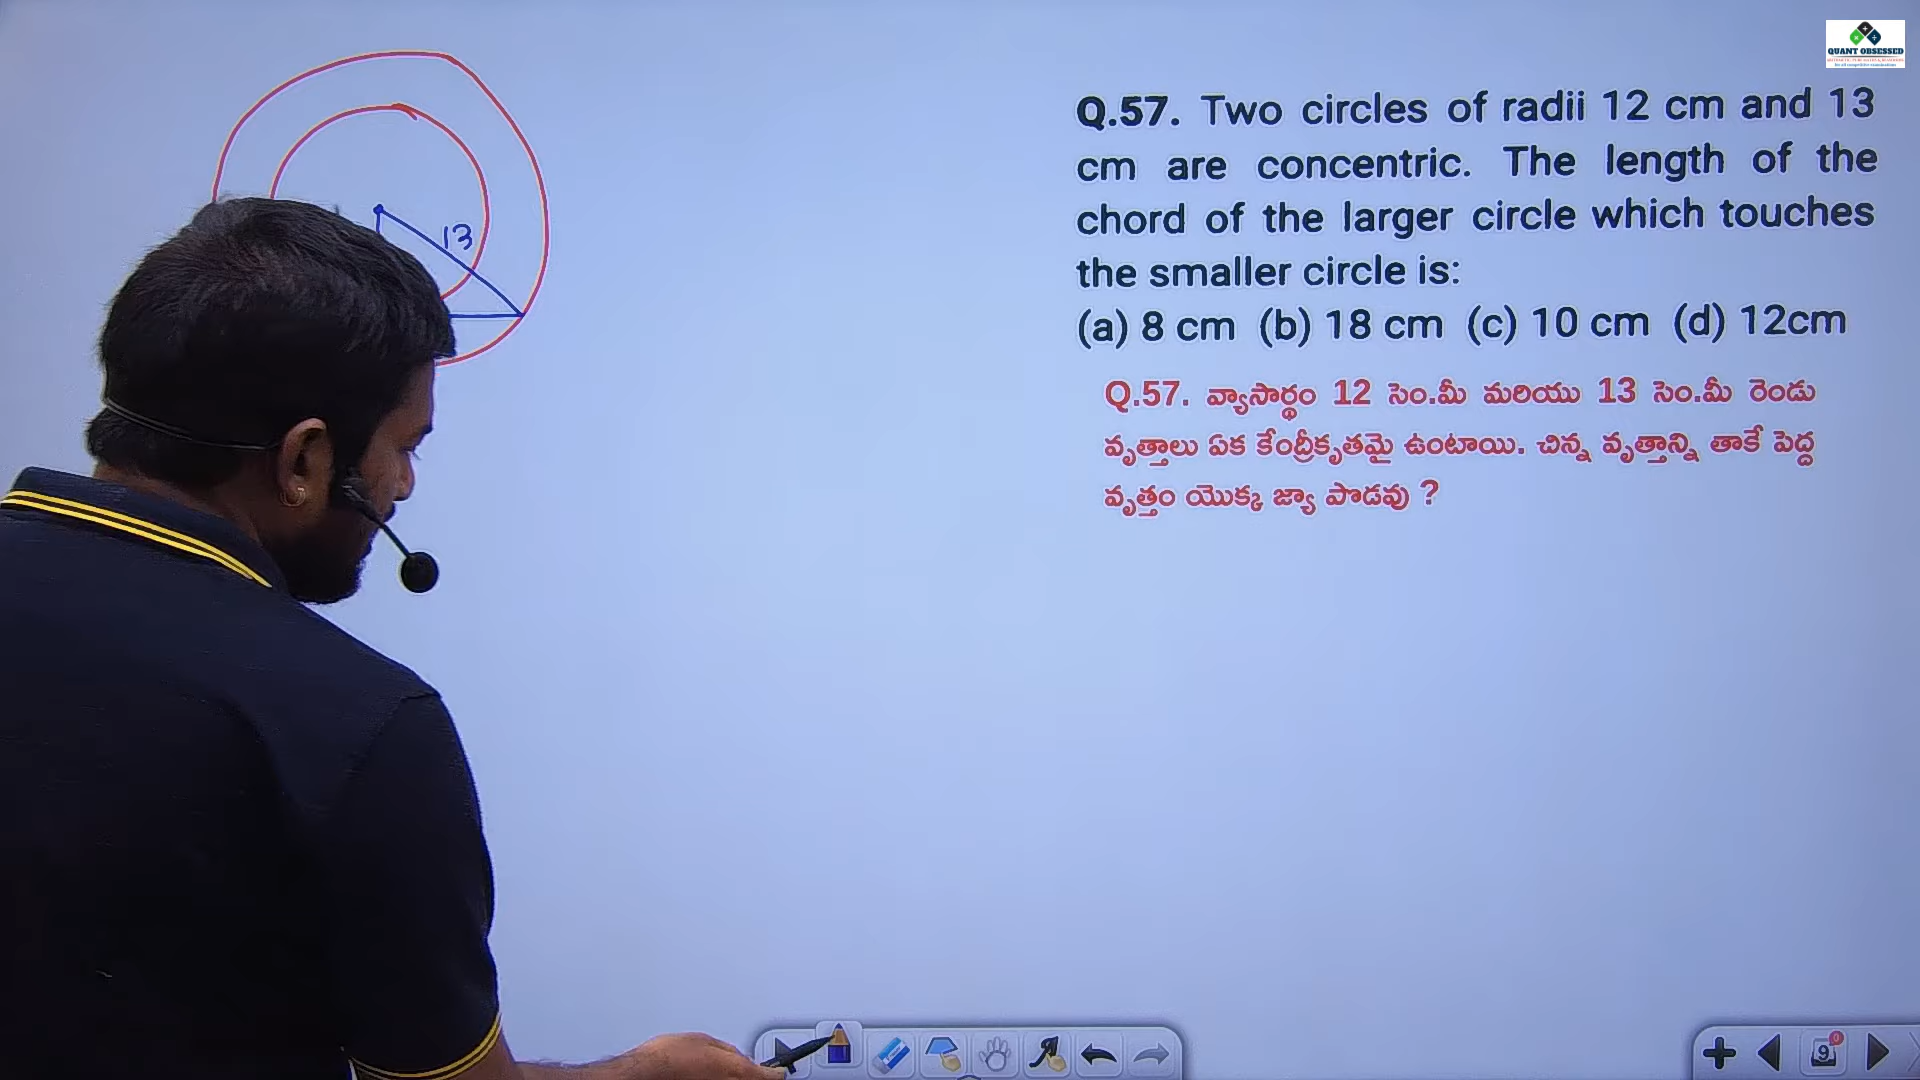 QUANT OBSESSED
Q.57. Two circles of radii 12 cm and 13
cm are concentric. The length of the
chord of the larger circle which touches
the smaller circle is:
(a) 8 cm (b) 18 cm (c) 10 cm (d) 12cm
Q.57. వ్యాసార్థం 12 సెం.మీ మరియు 13 సెం.మీ రెండు
వృత్తాలు ఏక కేంద్రీకృతమై ఉంటాయి. చిన్న వృత్తాన్ని తాకే పెద్ద
వృత్తం యొక్క జ్యా పొడవు ?
13
9
0